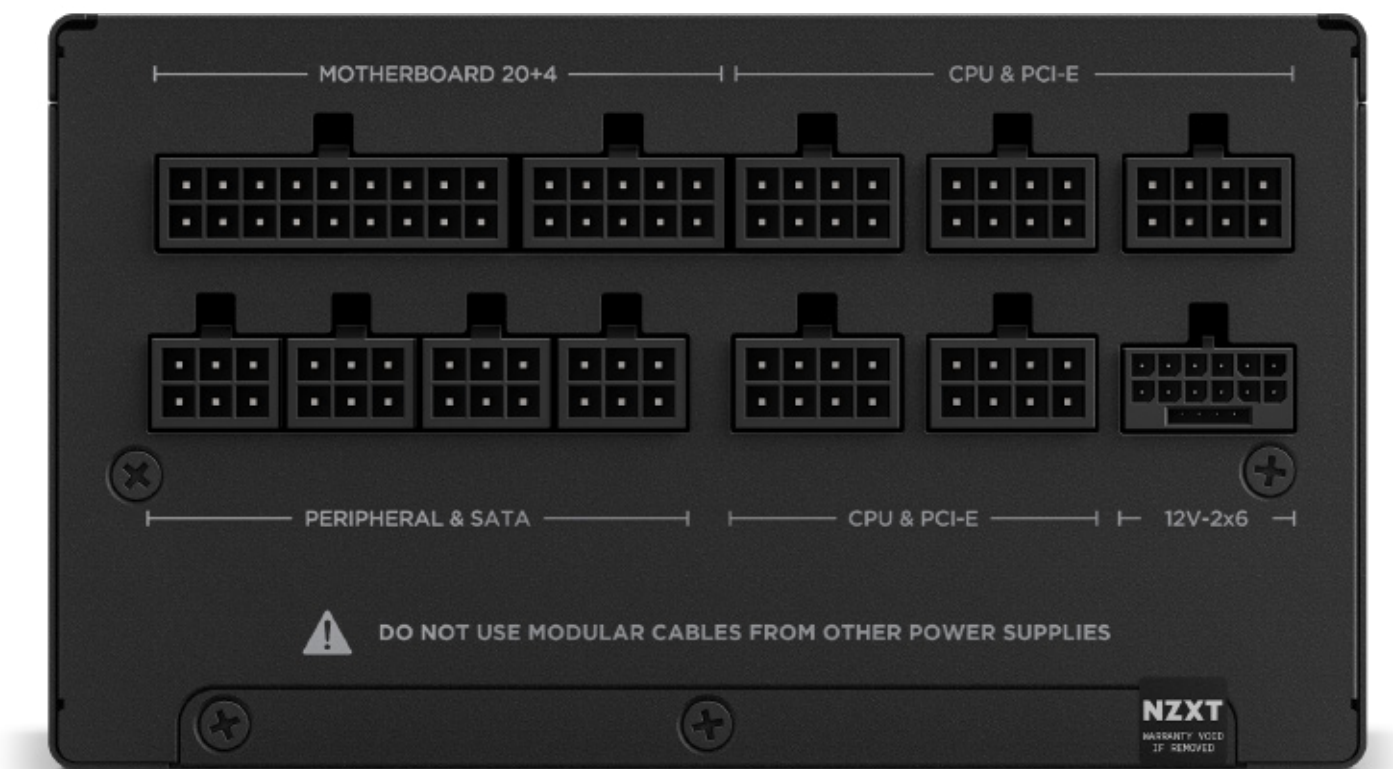 MOTHERBOARD 20+4
CPU & PCI-E
PERIPHERAL & SATA
CPU & PCI-E
12V-2x6
DO NOT USE MODULAR CABLES FROM OTHER POWER SUPPLIES
NZXT
WARRANTY VOID
IF REMOVED